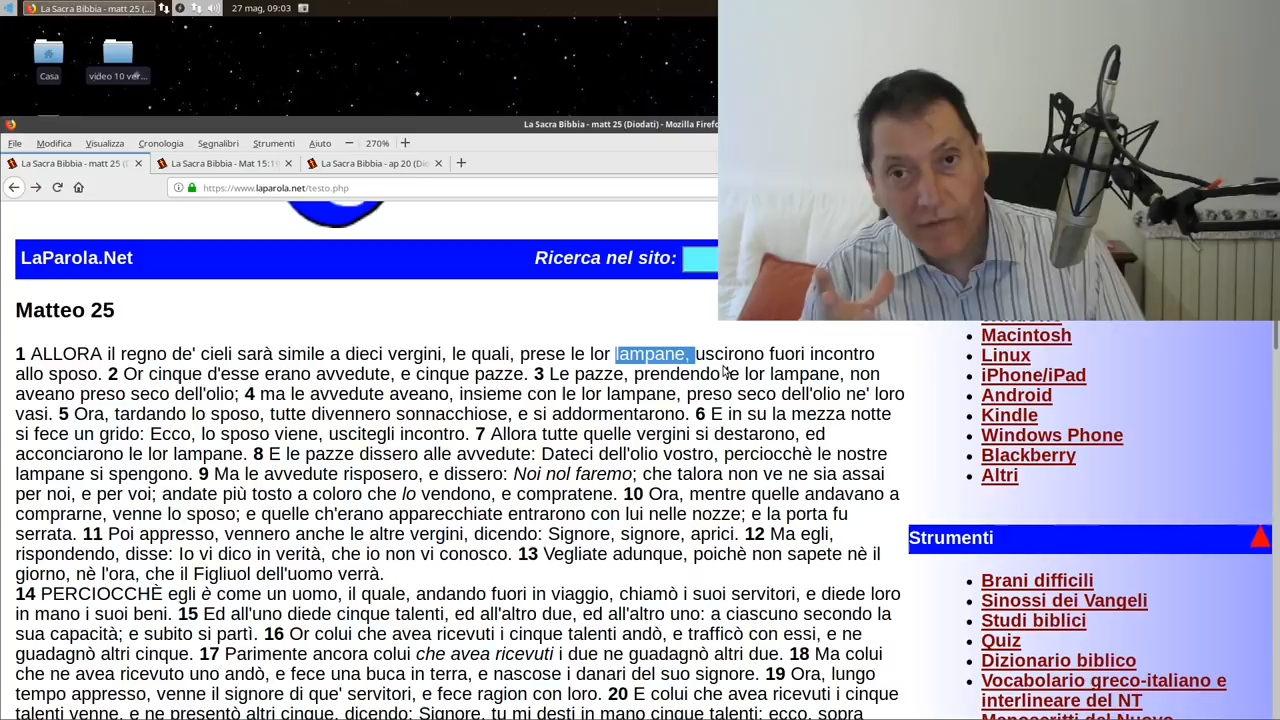 La Sacra Bibbia - matt 25 (...
27 mag, 09:03
Casa
video 10 ver...
La Sacra Bibbia - matt 25 (Diodati) - Mozilla Firefo
File Modifica Visualizza Cronologia Segnalibri Strumenti Aiuto 270%
La Sacra Bibbia - matt 25 (D
La Sacra Bibbia - Mat 15:1
La Sacra Bibbia - ap 20 (Dio
https://www.laparola.net/testo.php
LaParola.Net
Ricerca nel sito:
Matteo 25
1 ALLORA il regno de' cieli sarà simile a dieci vergini, le quali, prese le lor lampane, uscirono fuori incontro
allo sposo. 2 Or cinque d'esse erano avvedute, e cinque pazze. 3 Le pazze, prendendo le lor lampane, non
aveano preso seco dell'olio; 4 ma le avvedute aveano, insieme con le lor lampane, preso seco dell'olio ne' loro
vasi. 5 Ora, tardando lo sposo, tutte divennero sonnacchiose, e si addormentarono. 6 E in su la mezza notte
si fece un grido: Ecco, lo sposo viene, uscitegli incontro. 7 Allora tutte quelle vergini si destarono, ed
acconciarono le lor lampane. 8 E le pazze dissero alle avvedute: Dateci dell'olio vostro, perciocchè le nostre
lampane si spengono. 9 Ma le avvedute risposero, e dissero: Noi nol faremo; che talora non ve ne sia assai
per noi, e per voi; andate più tosto a coloro che lo vendono, e compratene. 10 Ora, mentre quelle andavano a
comprarne, venne lo sposo; e quelle ch'erano apparecchiate entrarono con lui nelle nozze; e la porta fu
serrata. 11 Poi appresso, vennero anche le altre vergini, dicendo: Signore, signore, aprici. 12 Ma egli,
rispondendo, disse: Io vi dico in verità, che io non vi conosco. 13 Vegliate adunque, poichè non sapete nè il
giorno, nè l'ora, che il Figliuol dell'uomo verrà.
14 PERCIOCCHÈ egli è come un uomo, il quale, andando fuori in viaggio, chiamò i suoi servitori, e diede loro
in mano i suoi beni. 15 Ed all'uno diede cinque talenti, ed all'altro due, ed all'altro uno: a ciascuno secondo la
sua capacità; e subito si partì. 16 Or colui che avea ricevuti i cinque talenti andò, e trafficò con essi, e ne
guadagnò altri cinque. 17 Parimente ancora colui che avea ricevuti i due ne guadagnò altri due. 18 Ma colui
che ne avea ricevuto uno andò, e fece una buca in terra, e nascose i danari del suo signore. 19 Ora, lungo
tempo appresso, venne il signore di que' servitori, e fece ragion con loro. 20 E colui che avea ricevuti i cinque
talenti venne, e ne presentò altri cinque, dicendo: Signore, tu mi desti in mano cinque talenti; ecco, sopra
Macintosh
Linux
iPhone/iPad
Android
Kindle
Windows Phone
Blackberry
Altri
Strumenti
Brani difficili
Sinossi dei Vangeli
Studi biblici
Quiz
Dizionario biblico
Vocabolario greco-italiano e
interlineare del NT